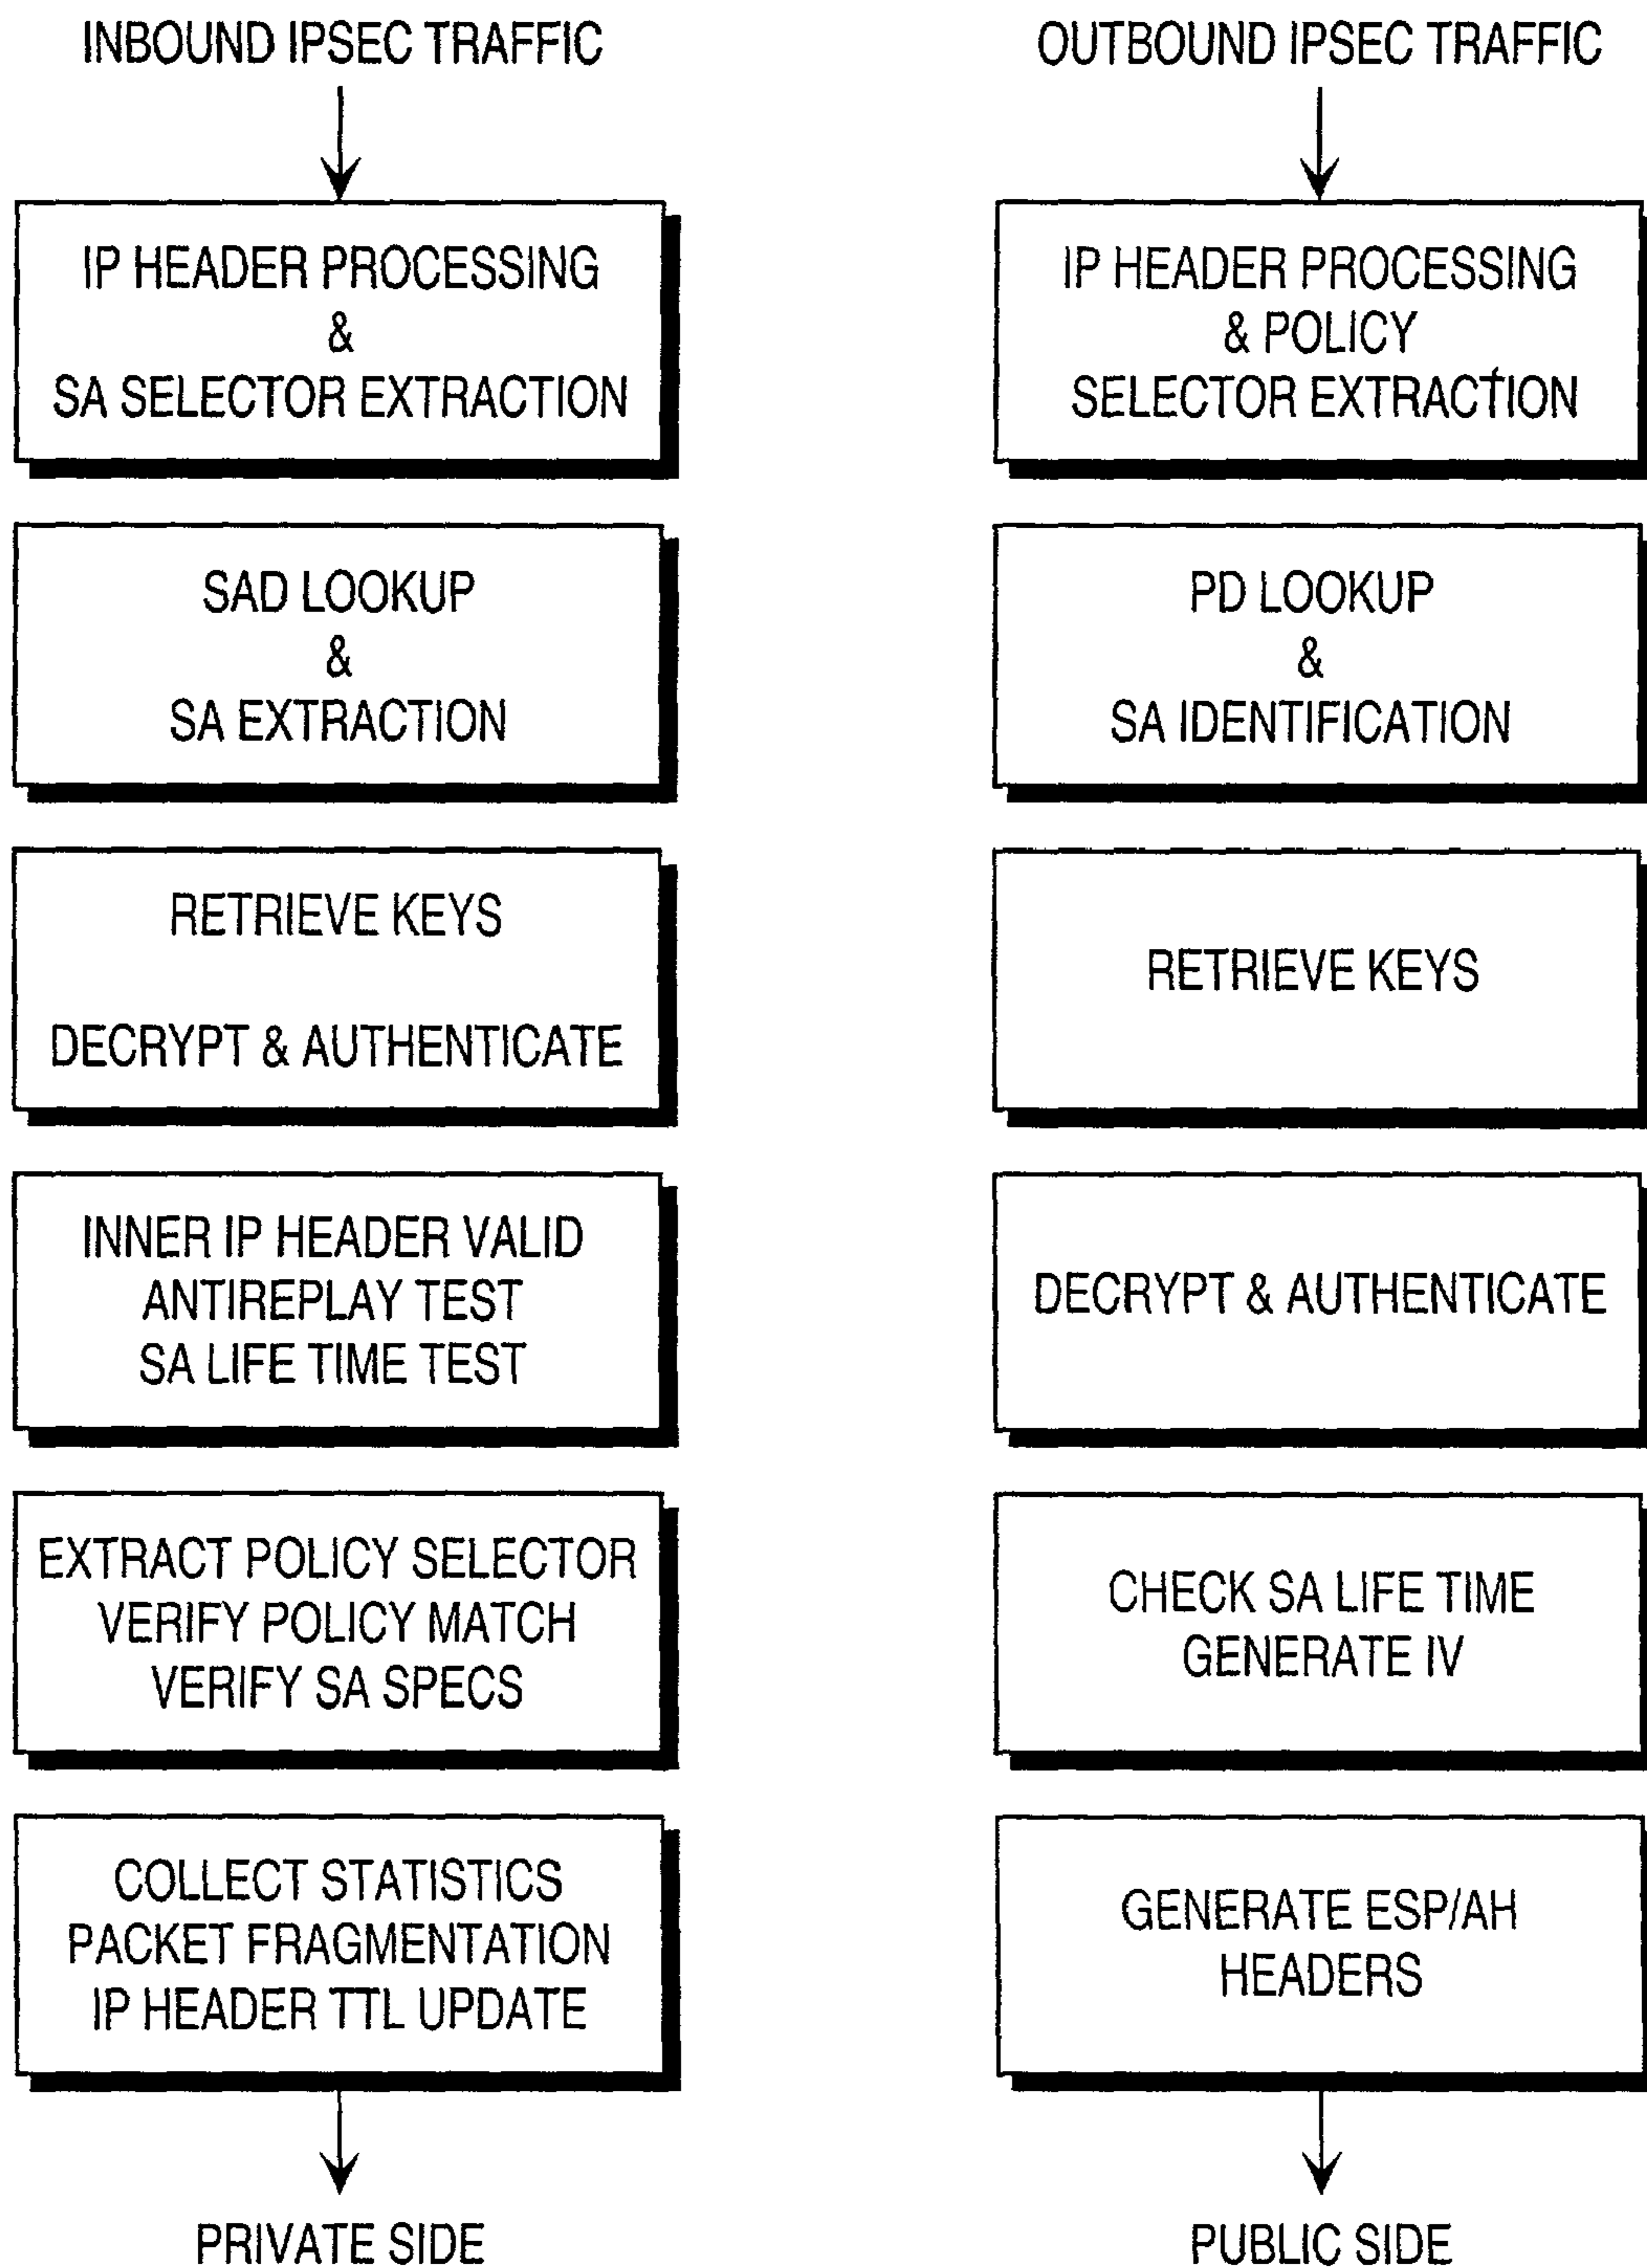 INBOUND IPSEC TRAFFIC
IP HEADER PROCESSING
&
SA SELECTOR EXTRACTION
SAD LOOKUP
&
SA EXTRACTION
RETRIEVE KEYS
DECRYPT & AUTHENTICATE
INNER IP HEADER VALID
ANTIREPLAY TEST
SA LIFE TIME TEST
EXTRACT POLICY SELECTOR
VERIFY POLICY MATCH
VERIFY SA SPECS
COLLECT STATISTICS
PACKET FRAGMENTATION
IP HEADER TTL UPDATE
PRIVATE SIDE
OUTBOUND IPSEC TRAFFIC
IP HEADER PROCESSING
& POLICY
SELECTOR EXTRACTION
PD LOOKUP
&
SA IDENTIFICATION
RETRIEVE KEYS
DECRYPT & AUTHENTICATE
CHECK SA LIFE TIME
GENERATE IV
GENERATE ESP/AH
HEADERS
PUBLIC SIDE